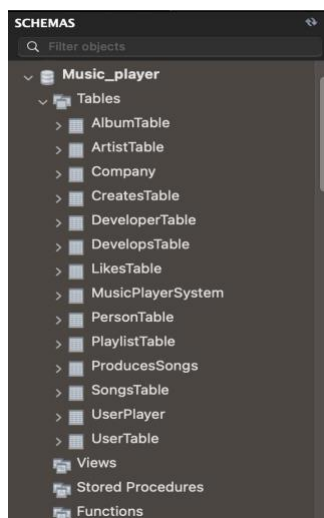 SCHEMAS
Filter objects
Music_player
Tables
AlbumTable
ArtistTable
Company
CreatesTable
DeveloperTable
DevelopsTable
LikesTable
MusicPlayerSystem
PersonTable
PlaylistTable
ProducesSongs
SongsTable
UserPlayer
UserTable
Views
Stored Procedures
Functions